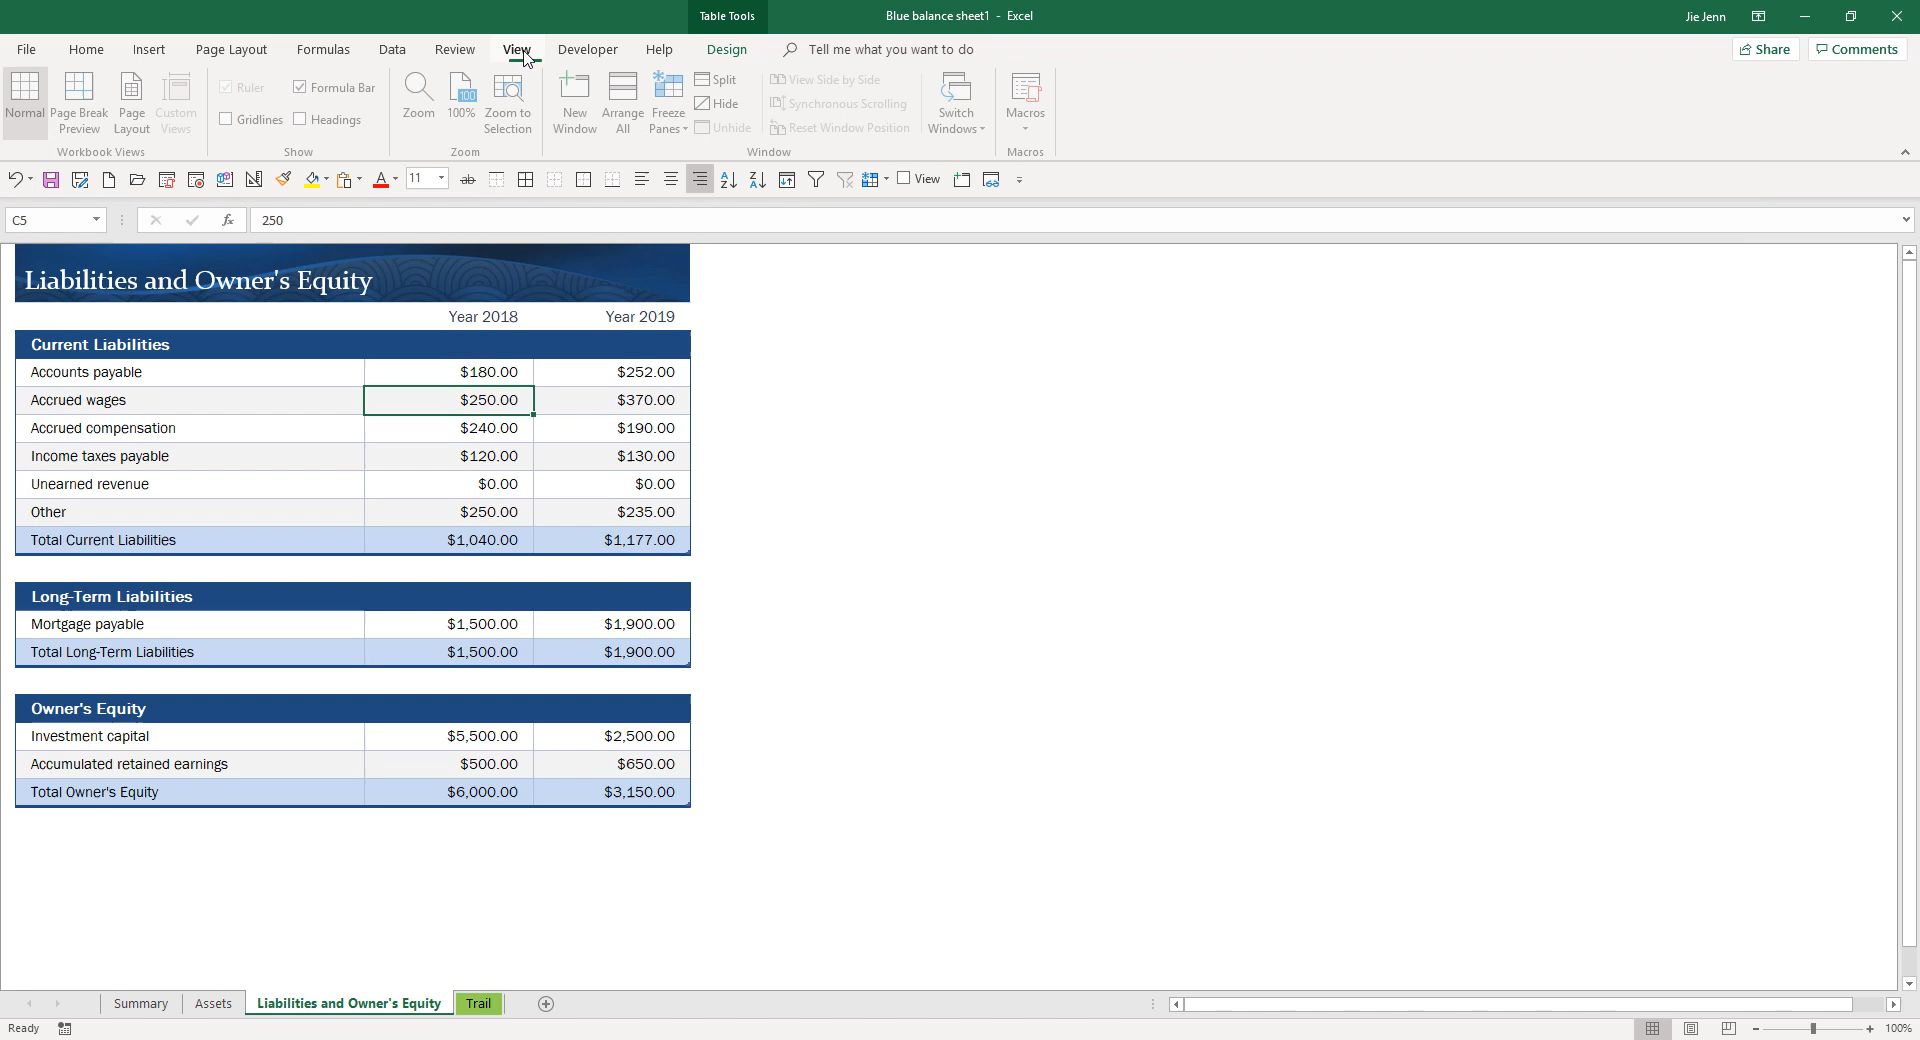 Table Tools
Blue balance sheet1 - Excel
Jie Jenn
File Home Insert Page Layout Formulas Data Review View Developer Help Design Tell me what you want to do
Share Comments
Normal
Page Break Preview
Page Layout
Custom Views
Workbook Views
Ruler
Formula Bar
Gridlines
Headings
Show
Zoom
100
100%
Zoom to Selection
Zoom
New Window
Arrange All
Freeze Panes
Split
Hide
Unhide
View Side by Side
Synchronous Scrolling
Reset Window Position
Window
Switch Windows
Macros
Macros
A
11
ab
A Z
Z A
View
C5
fx
250
Liabilities and Owner's Equity
Year 2018 Year 2019
Current Liabilities
Accounts payable $180.00 $252.00
Accrued wages $250.00 $370.00
Accrued compensation $240.00 $190.00
Income taxes payable $120.00 $130.00
Unearned revenue $0.00 $0.00
Other $250.00 $235.00
Total Current Liabilities $1,040.00 $1,177.00
Long-Term Liabilities
Mortgage payable $1,500.00 $1,900.00
Total Long-Term Liabilities $1,500.00 $1,900.00
Owner's Equity
Investment capital $5,500.00 $2,500.00
Accumulated retained earnings $500.00 $650.00
Total Owner's Equity $6,000.00 $3,150.00
Summary Assets Liabilities and Owner's Equity Trail
Ready
100%